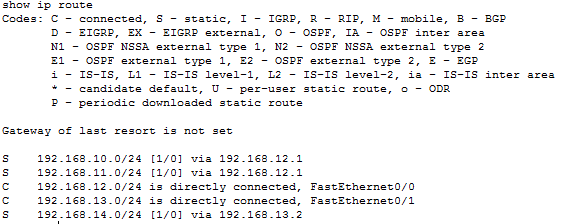 show ip route
Codes: C - connected, S - static, I - IGRP, R - RIP, M - mobile, B - BGP
D - EIGRP, EX - EIGRP external, O - OSPF, IA - OSPF inter area
N1 - OSPF NSSA external type 1, N2 - OSPF NSSA external type 2
E1 - OSPF external type 1, E2 - OSPF external type 2, E - EGP
i - IS-IS, L1 - IS-IS level-1, L2 - IS-IS level-2, ia - IS-IS inter area
* - candidate default, U - per-user static route, o - ODR
P - periodic downloaded static route
Gateway of last resort is not set
S 192.168.10.0/24 [1/0] via 192.168.12.1
S 192.168.11.0/24 [1/0] via 192.168.12.1
C 192.168.12.0/24 is directly connected, FastEthernet0/0
C 192.168.13.0/24 is directly connected, FastEthernet0/1
S 192.168.14.0/24 [1/0] via 192.168.13.2